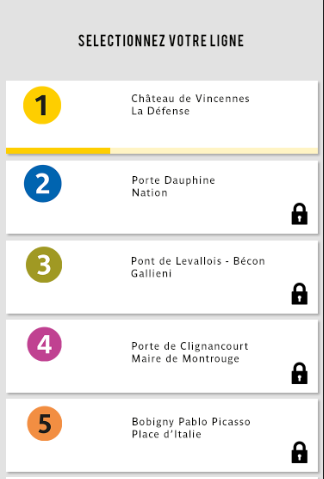 SELECTIONNEZ VOTRE LIGNE
1
Château de Vincennes
La Défense
2
Porte Dauphine
Nation
3
Pont de Levallois - Bécon
Gallieni
4
Porte de Clignancourt
Maire de Montrouge
5
Bobigny Pablo Picasso
Place d'Italie